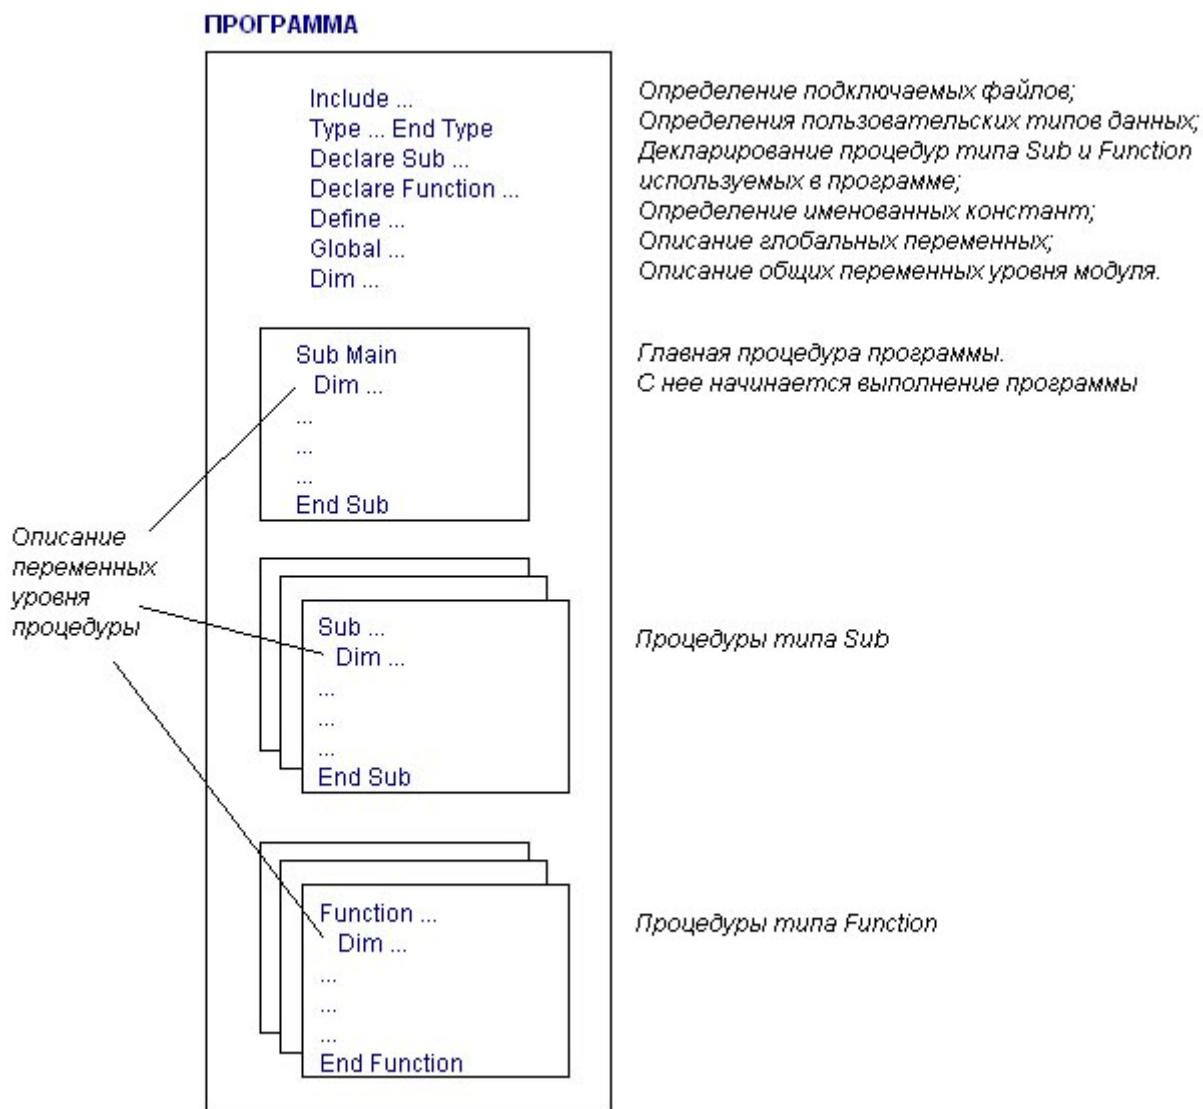 ПРОГРАММА
Include ...
Type ... End Type
Declare Sub ...
Declare Function ...
Define ...
Global ...
Dim ...
Определение подключаемых файлов;
Определения пользовательских типов данных;
Декларирование процедур типа Sub и Function
используемых в программе;
Определение именованных констант;
Описание глобальных переменных;
Описание общих переменных уровня модуля.
Sub Main
Dim ...
...
...
...
End Sub
Главная процедура программы.
С нее начинается выполнение программы
Описание
переменных
уровня
процедуры
Sub ...
Dim ...
...
...
...
End Sub
Процедуры типа Sub
Function ...
Dim ...
...
...
...
End Function
Процедуры типа Function